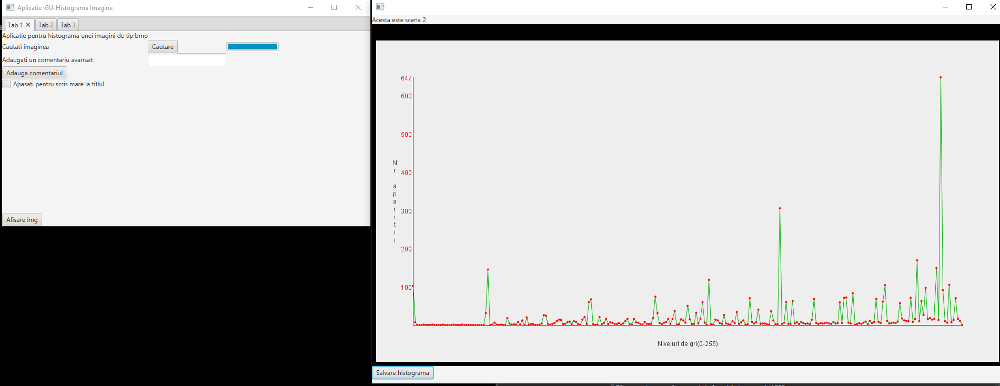 Aplicatie IGU-Histograma Imagine
Tab 1
Tab 2
Tab 3
Aplicatie pentru histograma unei imagini de tip bmp
Cautati imaginea
Cautare
Adaugati un comentariu avansat:
Adauga comentariul
Apasati pentru scris mare la titlu!
Afisare img
Acesta este scena 2
647
600
500
400
300
200
100
Nr.aparitii
Niveluri de gri(0-255)
Salvare histograma